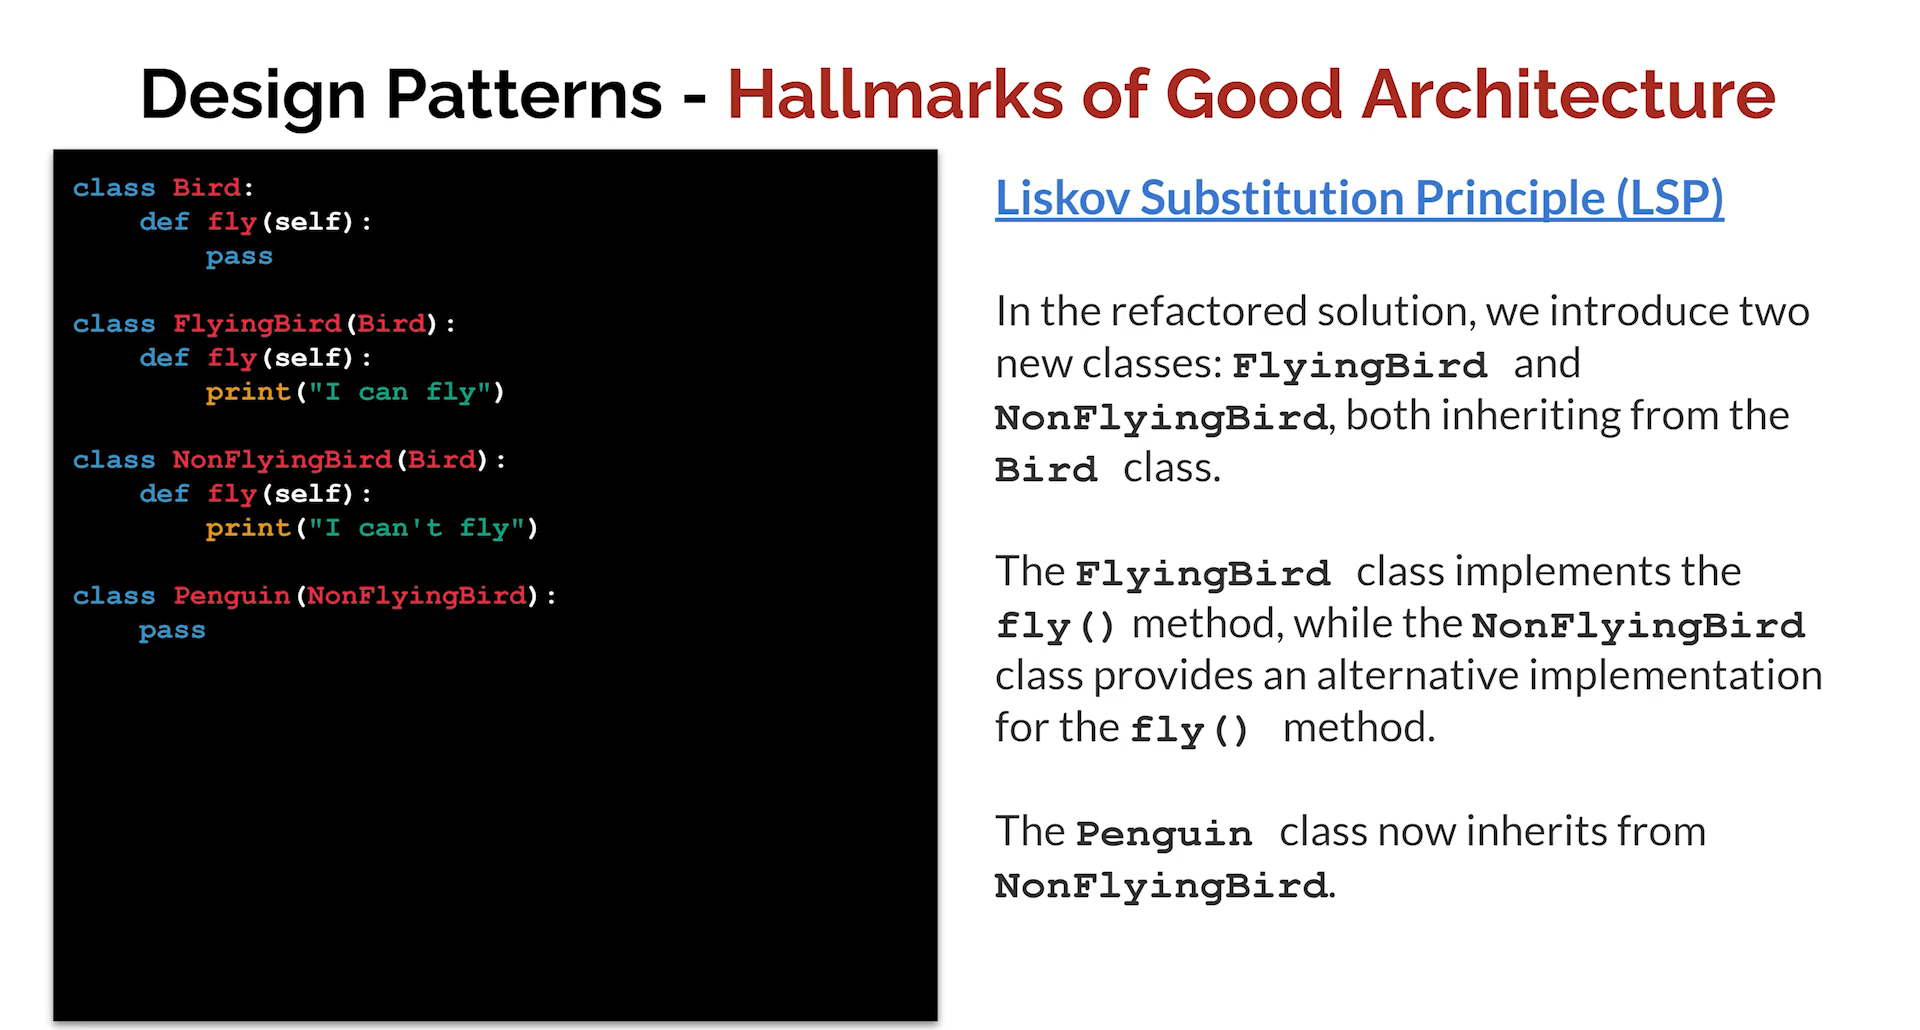 Design Patterns - Hallmarks of Good Architecture
class Bird:
    def fly(self):
        pass

class FlyingBird(Bird):
    def fly(self):
        print("I can fly")

class NonFlyingBird(Bird):
    def fly(self):
        print("I can't fly")

class Penguin(NonFlyingBird):
    pass

Liskov Substitution Principle (LSP)

In the refactored solution, we introduce two
new classes: FlyingBird and
NonFlyingBird, both inheriting from the
Bird class.

The FlyingBird class implements the
fly() method, while the NonFlyingBird
class provides an alternative implementation
for the fly() method.

The Penguin class now inherits from
NonFlyingBird.